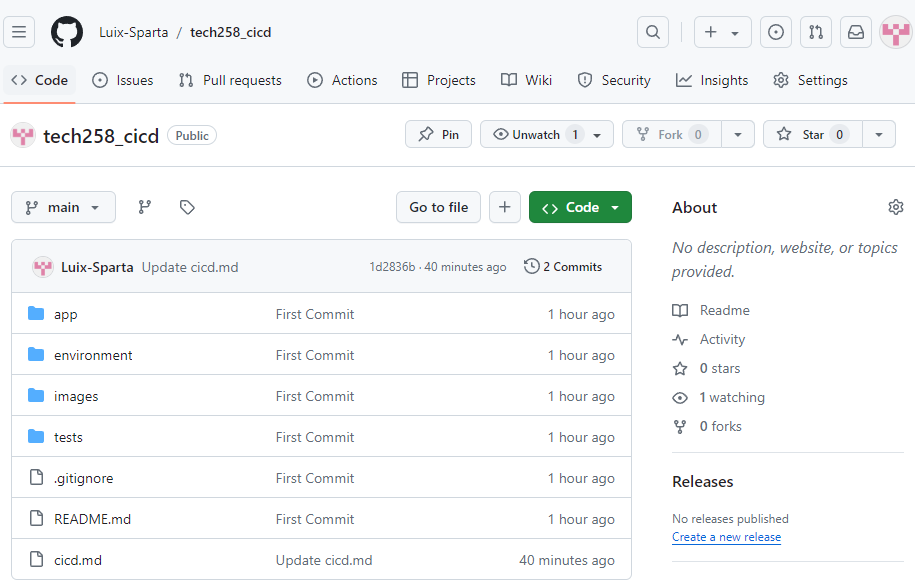 Luix-Sparta / tech258_cicd
Code Issues Pull requests Actions Projects Wiki Security Insights Settings
tech258_cicd Public Pin Unwatch 1 Fork 0 Star 0
main Go to file Code
Luix-Sparta Update cicd.md 1d2836b · 40 minutes ago 2 Commits
app First Commit 1 hour ago
environment First Commit 1 hour ago
images First Commit 1 hour ago
tests First Commit 1 hour ago
.gitignore First Commit 1 hour ago
README.md First Commit 1 hour ago
cicd.md Update cicd.md 40 minutes ago
About
No description, website, or topics
provided.
Readme
Activity
0 stars
1 watching
0 forks
Releases
No releases published
Create a new release